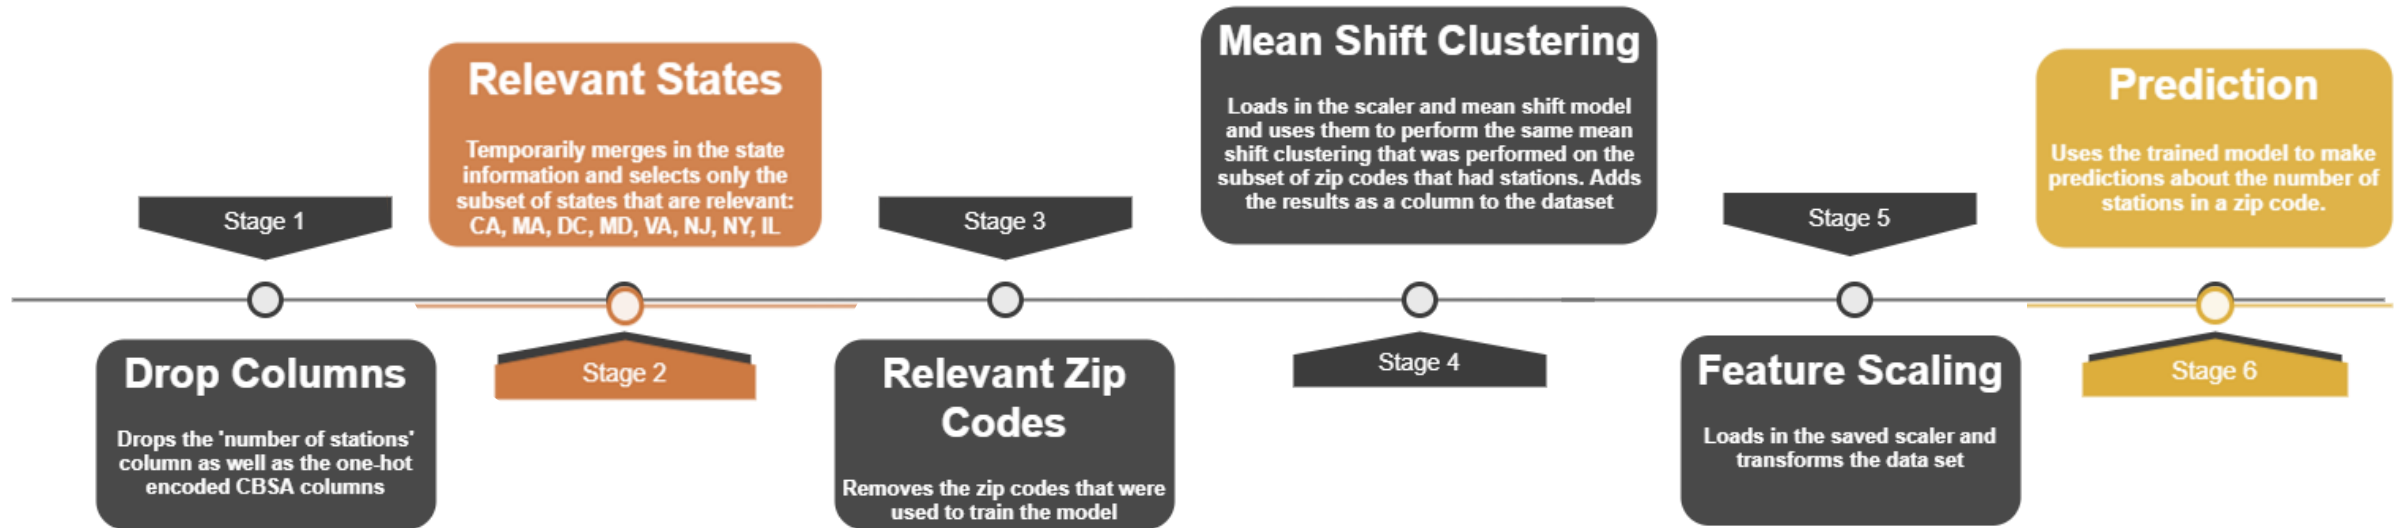 Stage 1
Drop Columns
Drops the 'number of stations'
column as well as the one-hot
encoded CBSA columns
Relevant States
Temporarily merges in the state
information and selects only the
subset of states that are relevant:
CA, MA, DC, MD, VA, NJ, NY, IL
Stage 2
Stage 3
Relevant Zip
Codes
Removes the zip codes that were
used to train the model
Mean Shift Clustering
Loads in the scaler and mean shift model
and uses them to perform the same mean
shift clustering that was performed on the
subset of zip codes that had stations. Adds
the results as a column to the dataset
Stage 4
Stage 5
Feature Scaling
Loads in the saved scaler and
transforms the data set
Prediction
Uses the trained model to make
predictions about the number of
stations in a zip code.
Stage 6